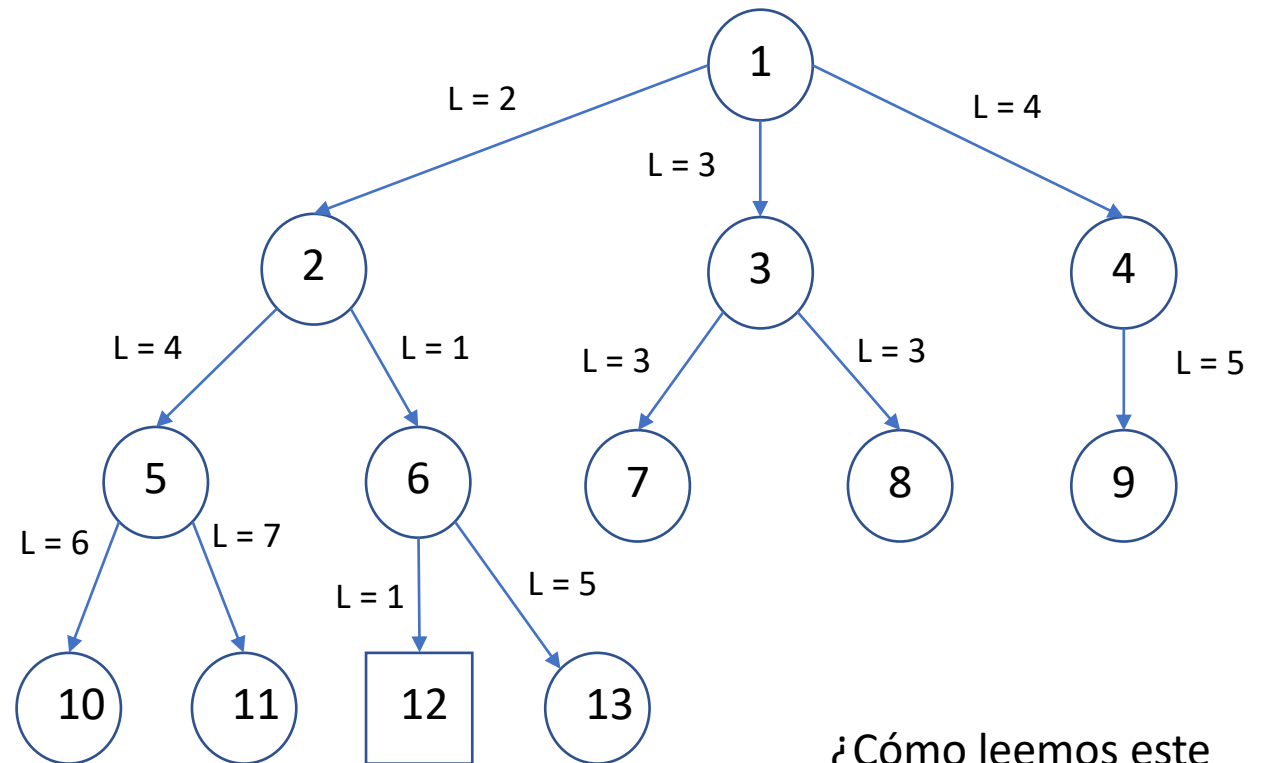 1
L = 2
L = 4
L = 3
2
3
4
L = 4
L = 1
L = 3
L = 3
L = 5
5
6
7
8
9
L = 6
L = 7
L = 1
L = 5
10
11
12
13
¿Cómo leemos este